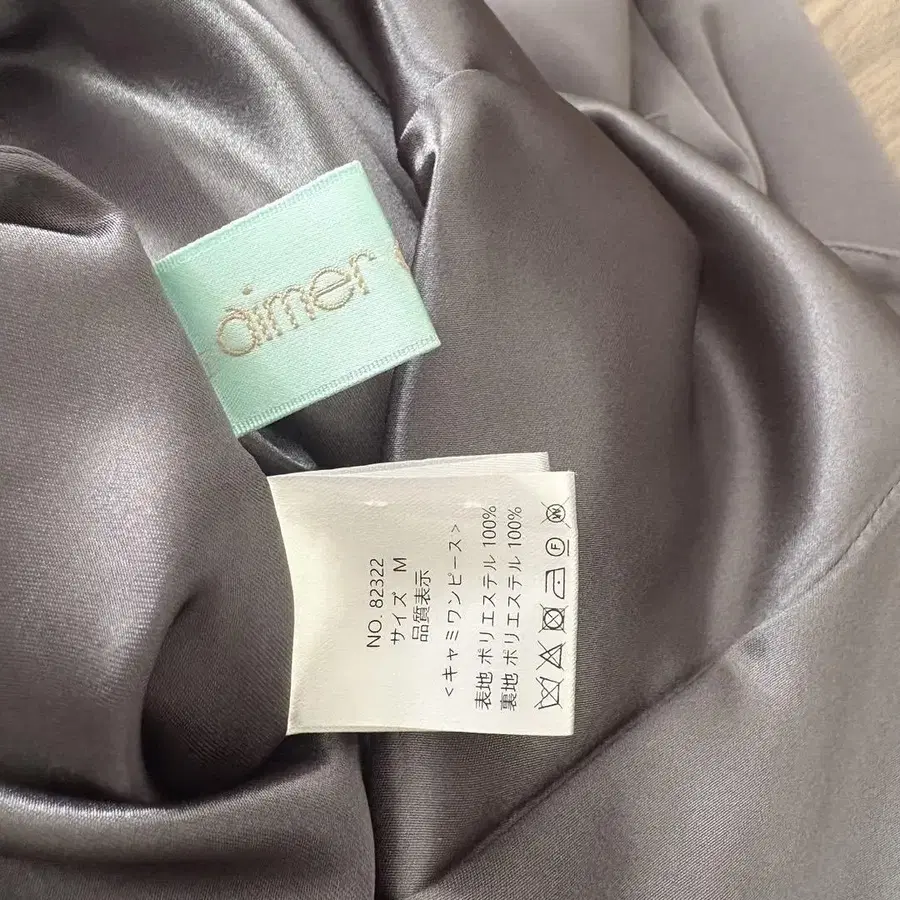 aimer
NO. 82322
サイズ M
品質表示
<キャミワンピース>
表地 ポリエステル 100%
裏地 ポリエステル 100%
F
W